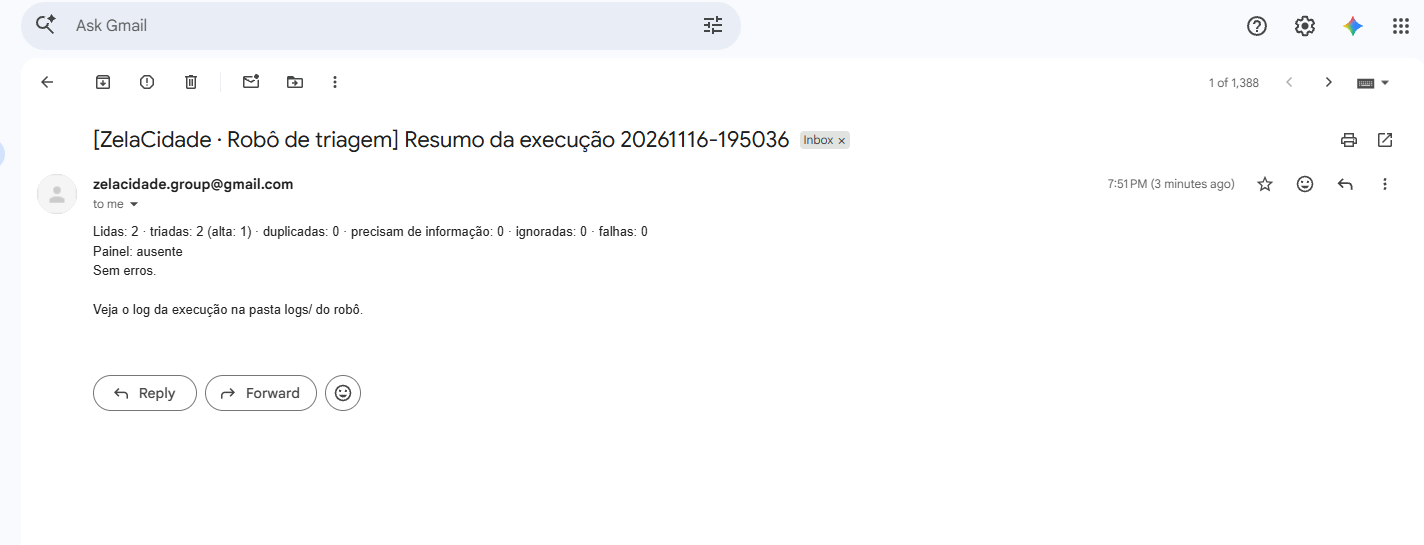 Ask Gmail
1 of 1,388
[ZelaCidade · Robô de triagem] Resumo da execução 20261116-195036 Inbox ×
zelacidade.group@gmail.com 7:51 PM (3 minutes ago)
to me
Lidas: 2 · triadas: 2 (alta: 1) · duplicadas: 0 · precisam de informação: 0 · ignoradas: 0 · falhas: 0
Painel: ausente
Sem erros.
Veja o log da execução na pasta logs/ do robô.
Reply Forward